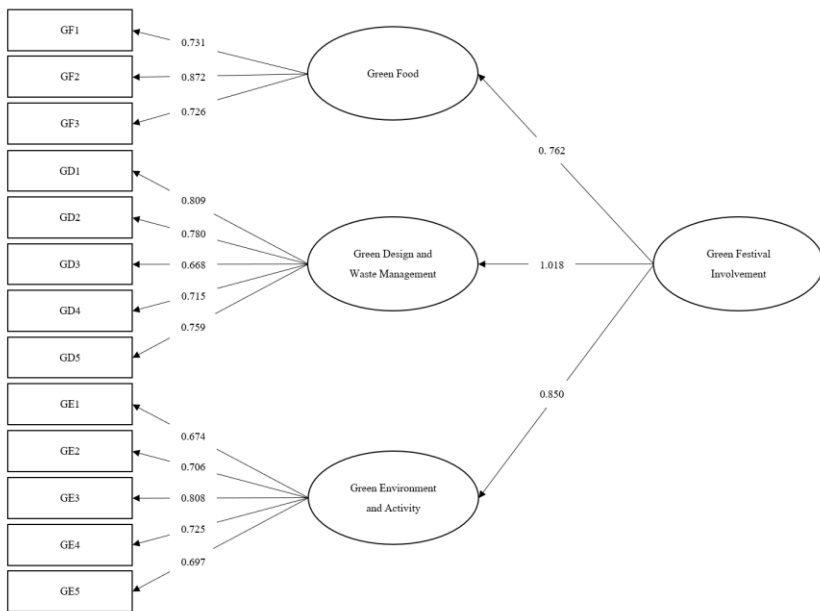 GF1
0.731
GF2
0.872
Green Food
GF3
0.726
GD1
0. 762
0.809
GD2
0.780
GD3
0.668
Green Design and
Waste Management
1.018
Green Festival
Involvement
GD4
0.715
GD5
0.759
GE1
0.850
0.674
GE2
0.706
GE3
0.808
Green Environment
and Activity
GE4
0.725
GE5
0.697